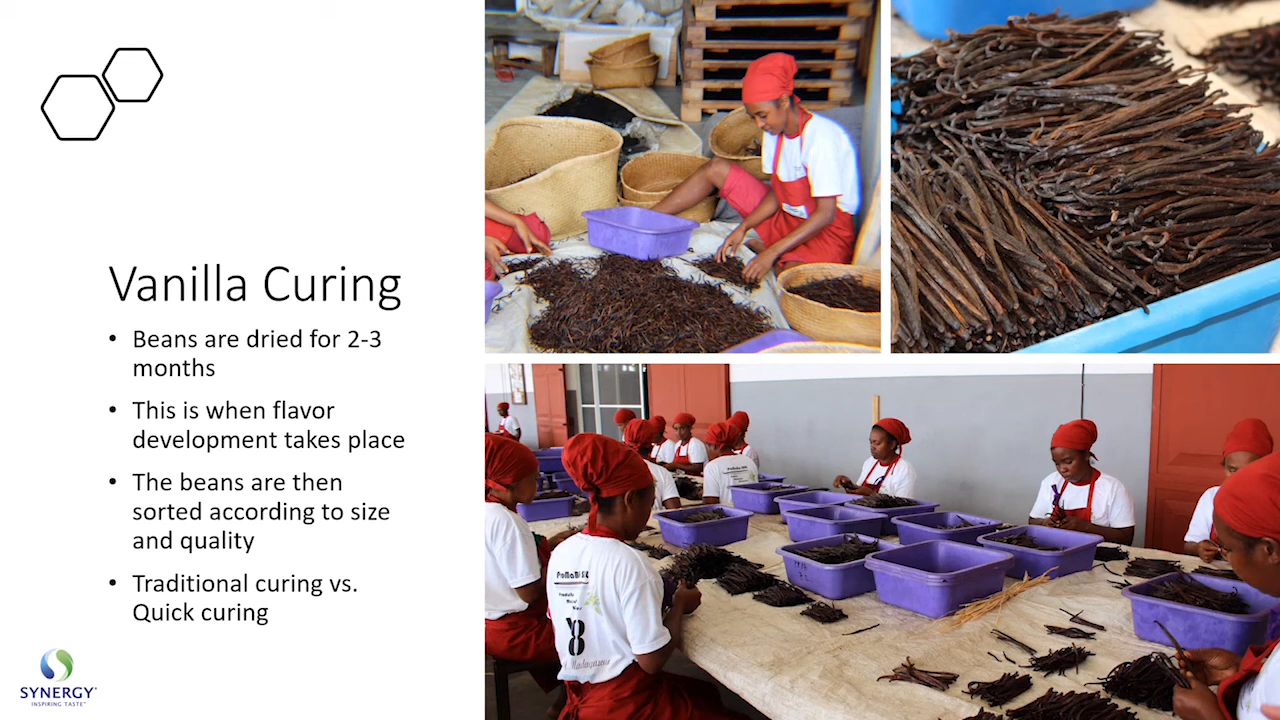 Vanilla Curing
• Beans are dried for 2-3
months
• This is when flavor
development takes place
• The beans are then
sorted according to size
and quality
• Traditional curing vs.
Quick curing
SYNERGY
INSPIRING TASTE
8
Madagascar